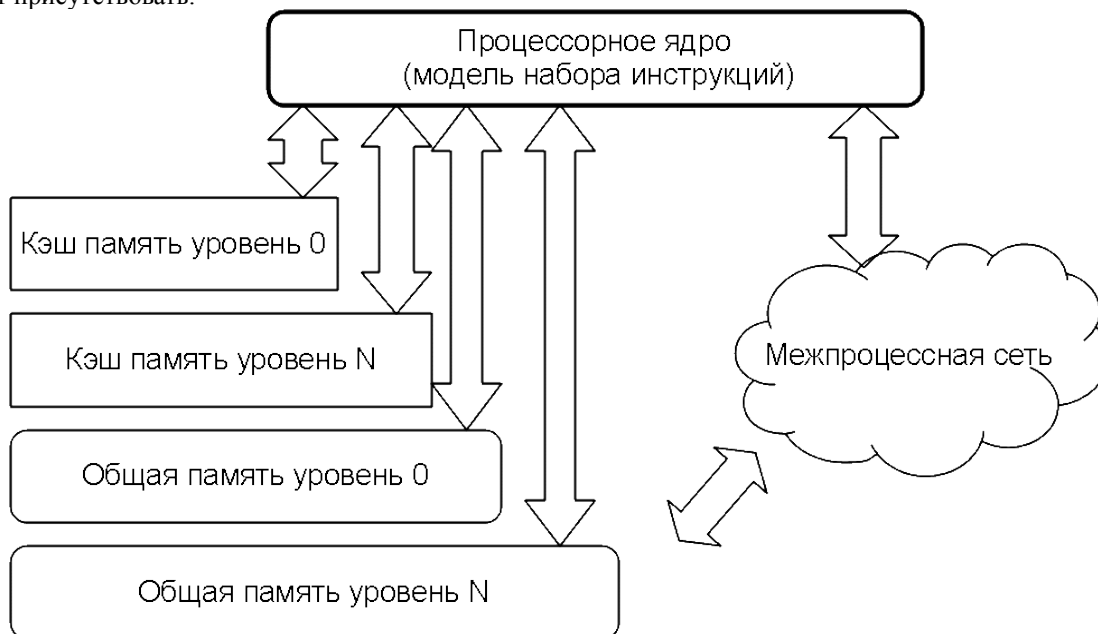 присутствовать.
Процессорное ядро
(модель набора инструкций)
Кэш память уровень 0
Кэш память уровень N
Межпроцессная сеть
Общая память уровень 0
Общая память уровень N